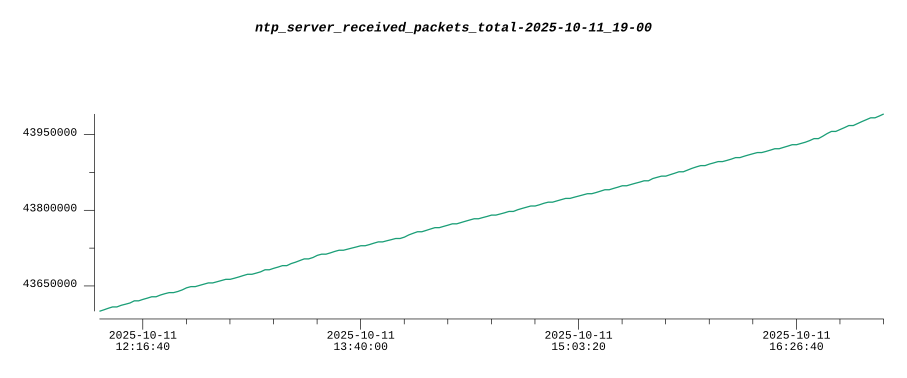 ntp_server_received_packets_total-2025-10-11_19-00
43950000
43800000
43650000
2025-10-11 2025-10-11 2025-10-11 2025-10-11
12:16:40 13:40:00 15:03:20 16:26:40